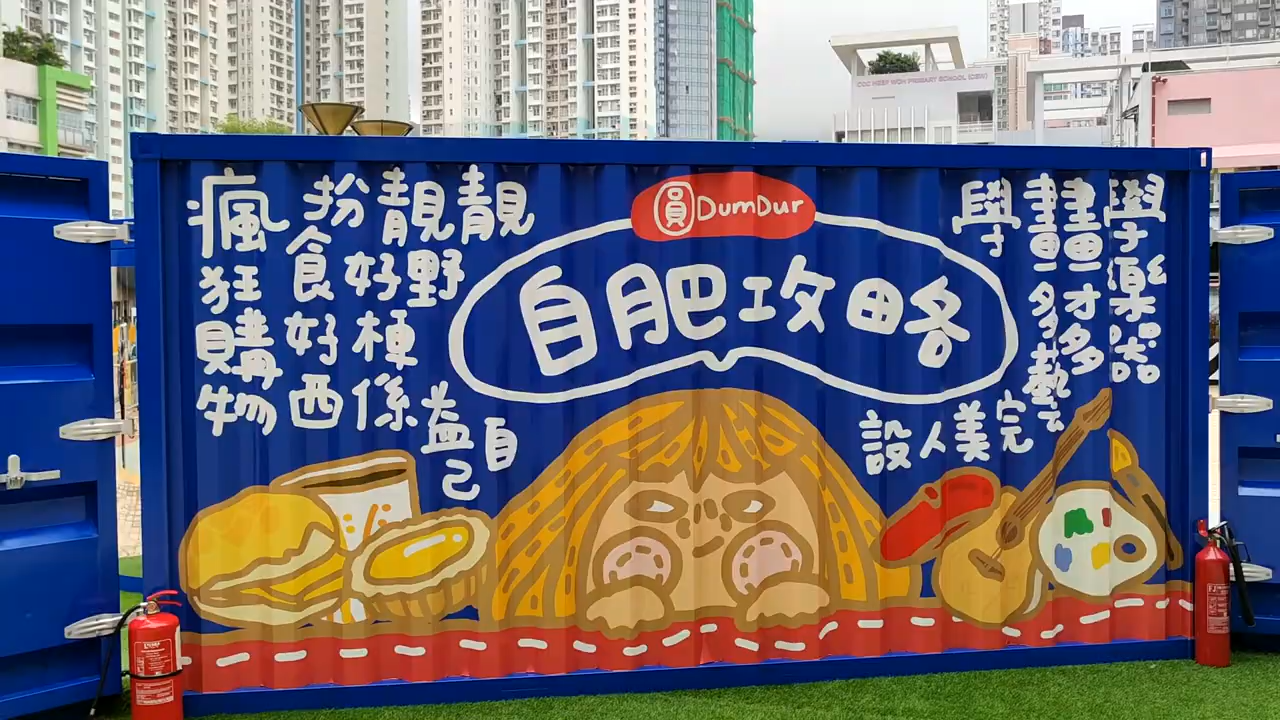 圓 DumDur
自肥攻略
瘋狂購物
扮靚靚
食好野
好西
梗係益自己
學畫畫
學樂器
多才多藝
完美人設